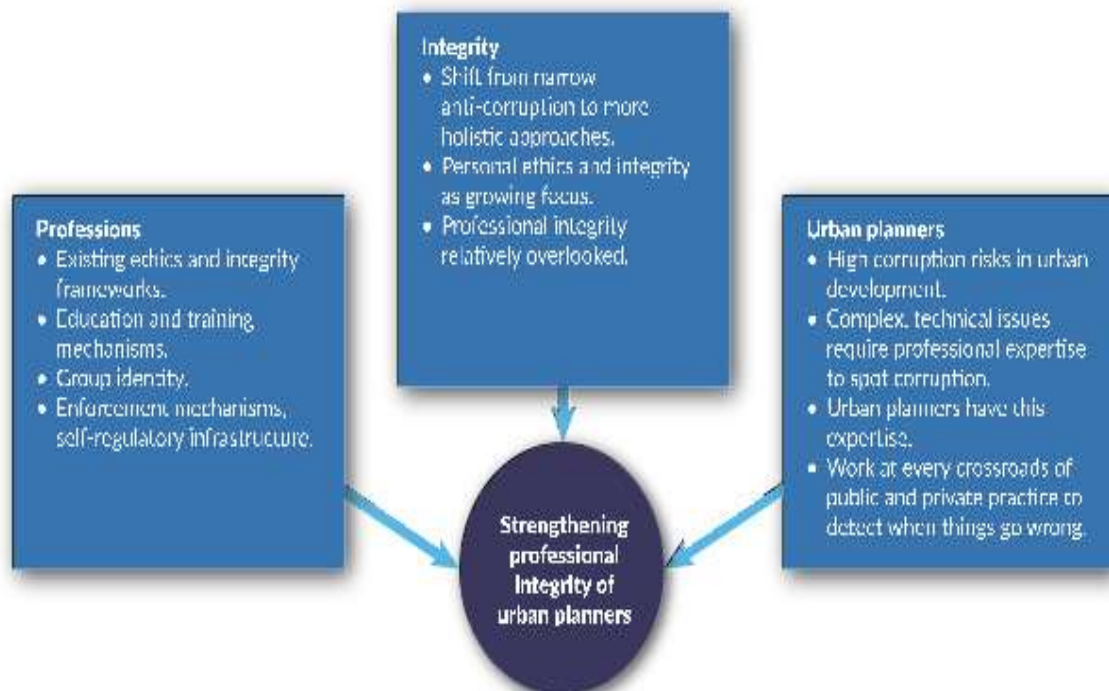 Integrity
• Shift from narrow
anti-corruption to more
holistic approaches.
• Personal ethics and integrity
as growing focus.
• Professional integrity
relatively overlooked.
Professions
• Existing ethics and integrity
frameworks.
• Education and training
mechanisms.
• Group identity.
• Enforcement mechanisms,
self-regulatory infrastructure.
Urban planners
• High corruption risks in urban
development.
• Complex, technical issues
require professional expertise
to spot corruption.
• Urban planners have this
expertise.
• Work at every crossroads of
public and private practice to
detect when things go wrong.
Strengthening
professional
integrity of
urban planners